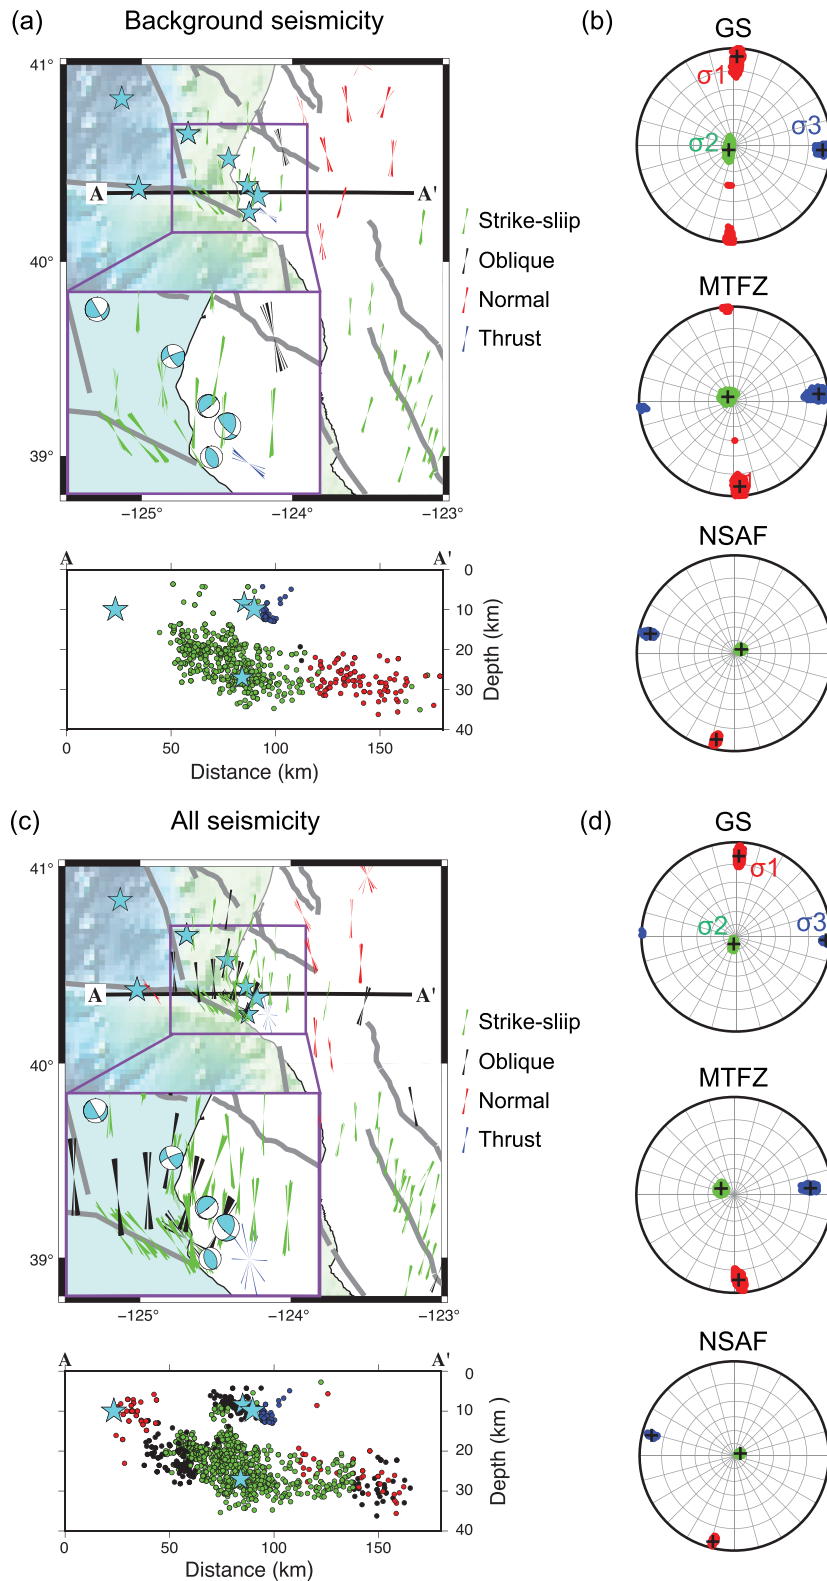 (a) Background seismicity
(b)
GS
σ1
σ2
σ3
41°
A A'
40°
39°
−125° −124° −123°
Strike-sliip
Oblique
Normal
Thrust
MTFZ
1
NSAF
A A'
0
10
20
30
40
Depth (km)
0 50 100 150
Distance (km)
(c) All seismicity
(d)
GS
σ1
σ2
σ3
41°
A A'
40°
39°
−125° −124° −123°
Strike-sliip
Oblique
Normal
Thrust
MTFZ
NSAF
A A'
0
10
20
30
40
Depth (km )
0 50 100 150
Distance (km)